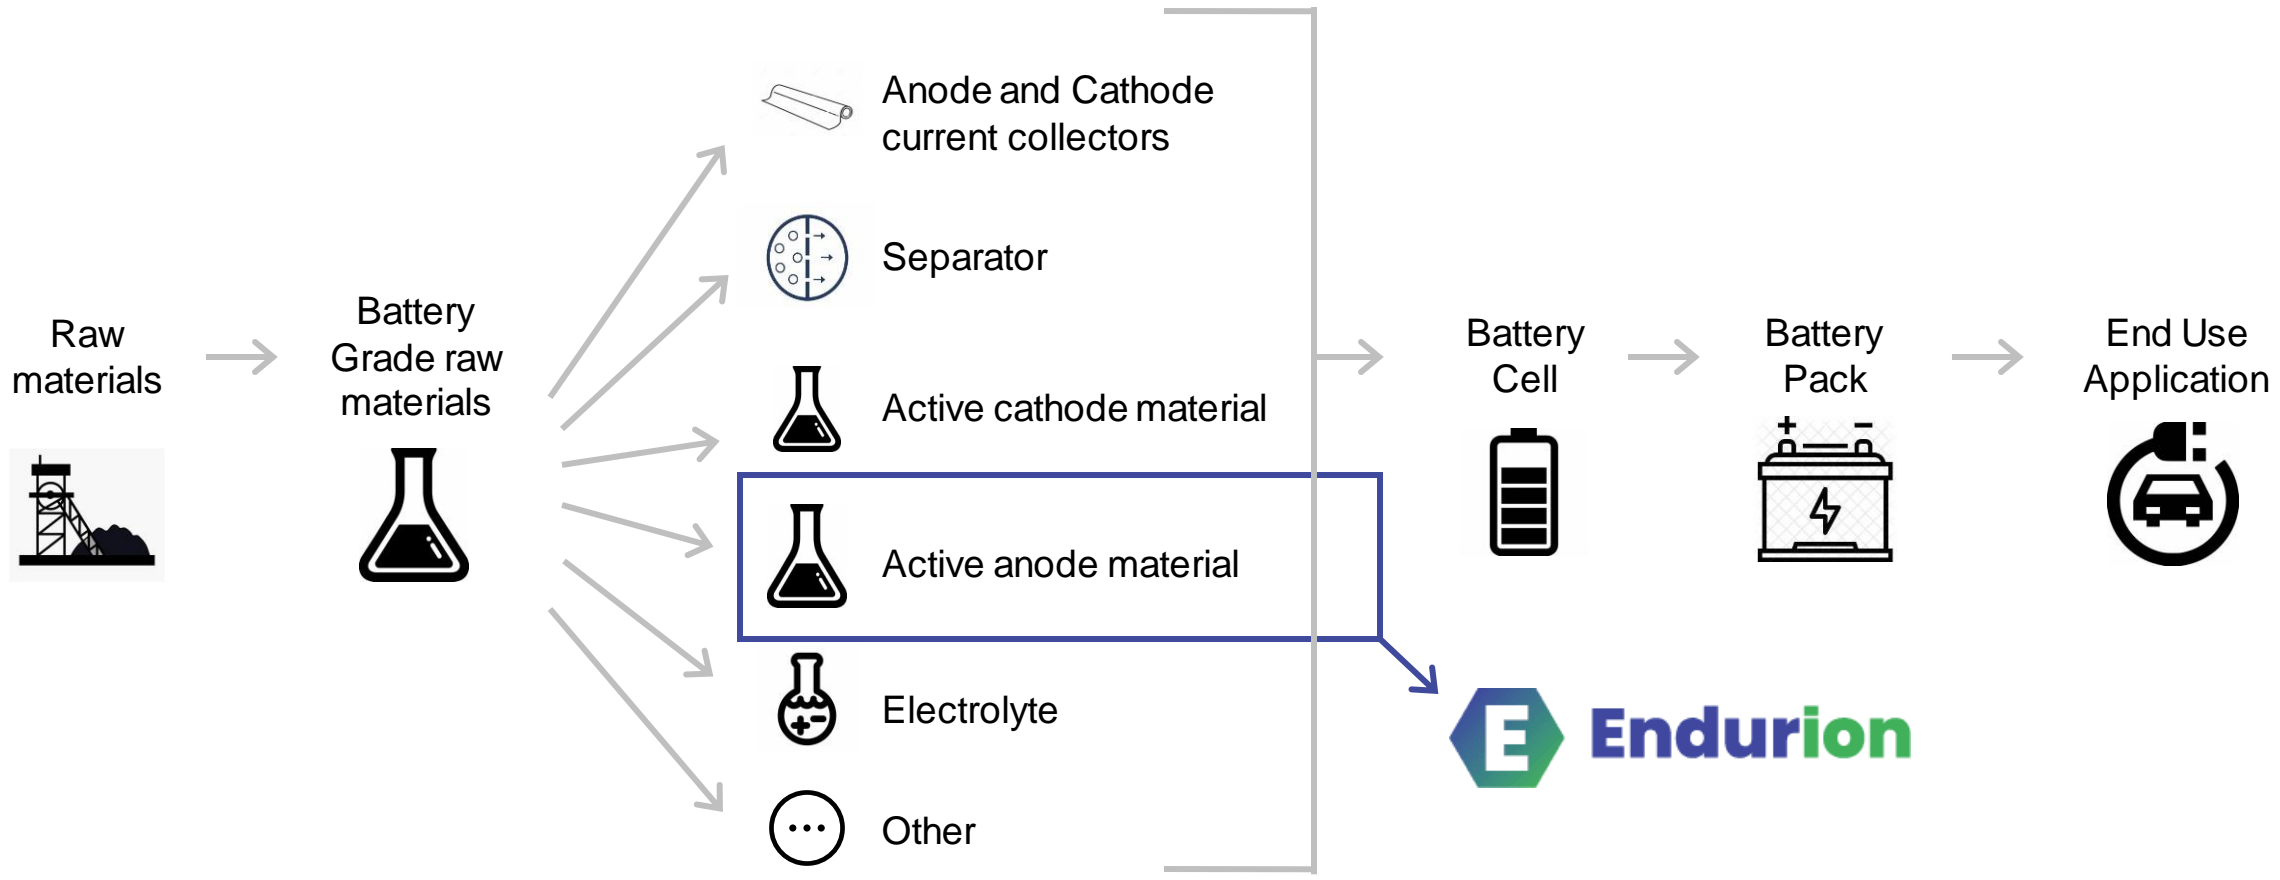 Raw
materials
Battery
Grade raw
materials
Anode and Cathode
current collectors
Separator
Active cathode material
Active anode material
Electrolyte
Other
Battery
Cell
Battery
Pack
End Use
Application
E Endurion